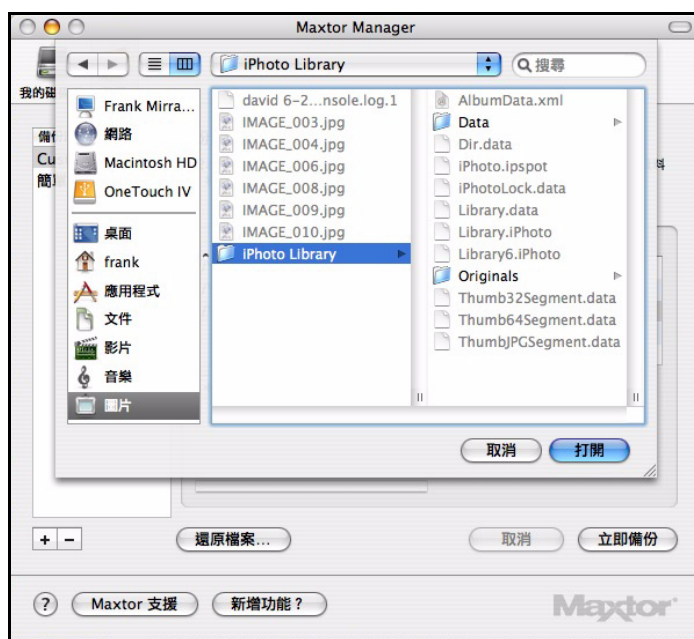 Maxtor Manager
iPhoto Library
搜尋
我的磁
Frank Mirra...
網路
Macintosh HD
OneTouch IV
桌面
frank
應用程式
文件
影片
音樂
圖片
david 6-2...nsole.log.1
IMAGE_003.jpg
IMAGE_004.jpg
IMAGE_006.jpg
IMAGE_008.jpg
IMAGE_009.jpg
IMAGE_010.jpg
iPhoto Library
AlbumData.xml
Data
Dir.data
iPhoto.ipspot
iPhotoLock.data
Library.data
Library.iPhoto
Library6.iPhoto
Originals
Thumb32Segment.data
Thumb64Segment.data
ThumbJPGSegment.data
備
Cu
簡
料
取消
打開
+ −
還原檔案...
取消
立即備份
?
Maxtor 支援
新增功能？
Maxtor